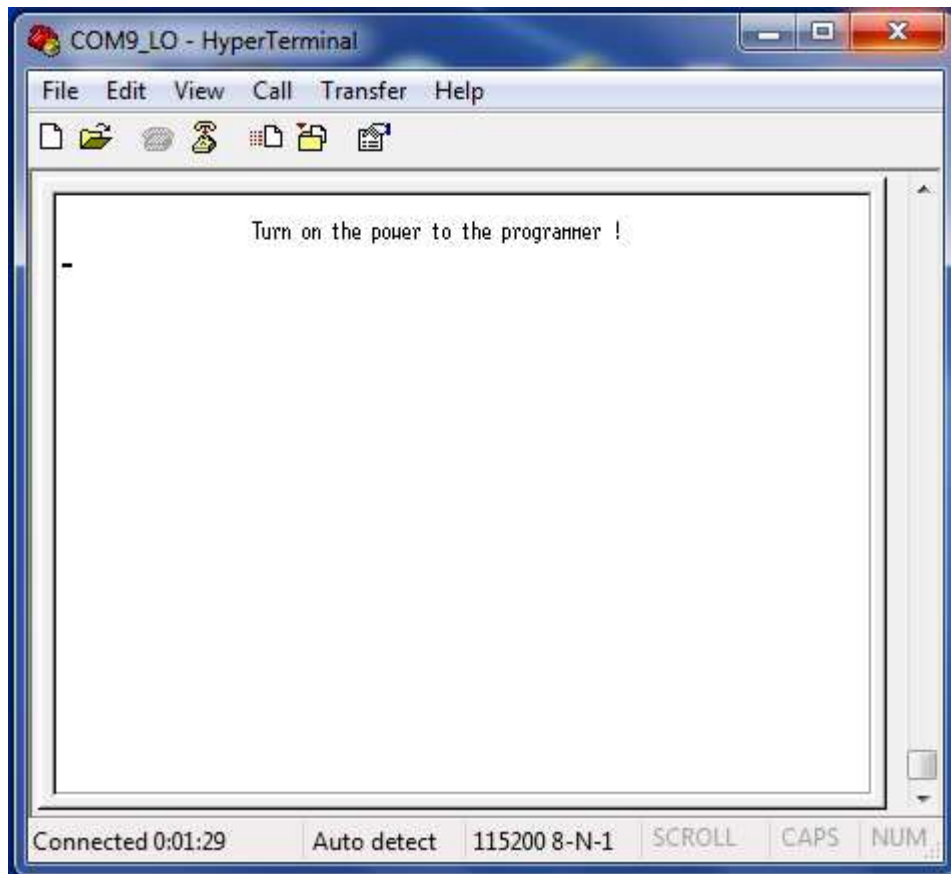 COM9_LO - HyperTerminal
File Edit View Call Transfer Help
Turn on the power to the programmer !
Connected 0:01:29 Auto detect 115200 8-N-1 SCROLL CAPS NUM